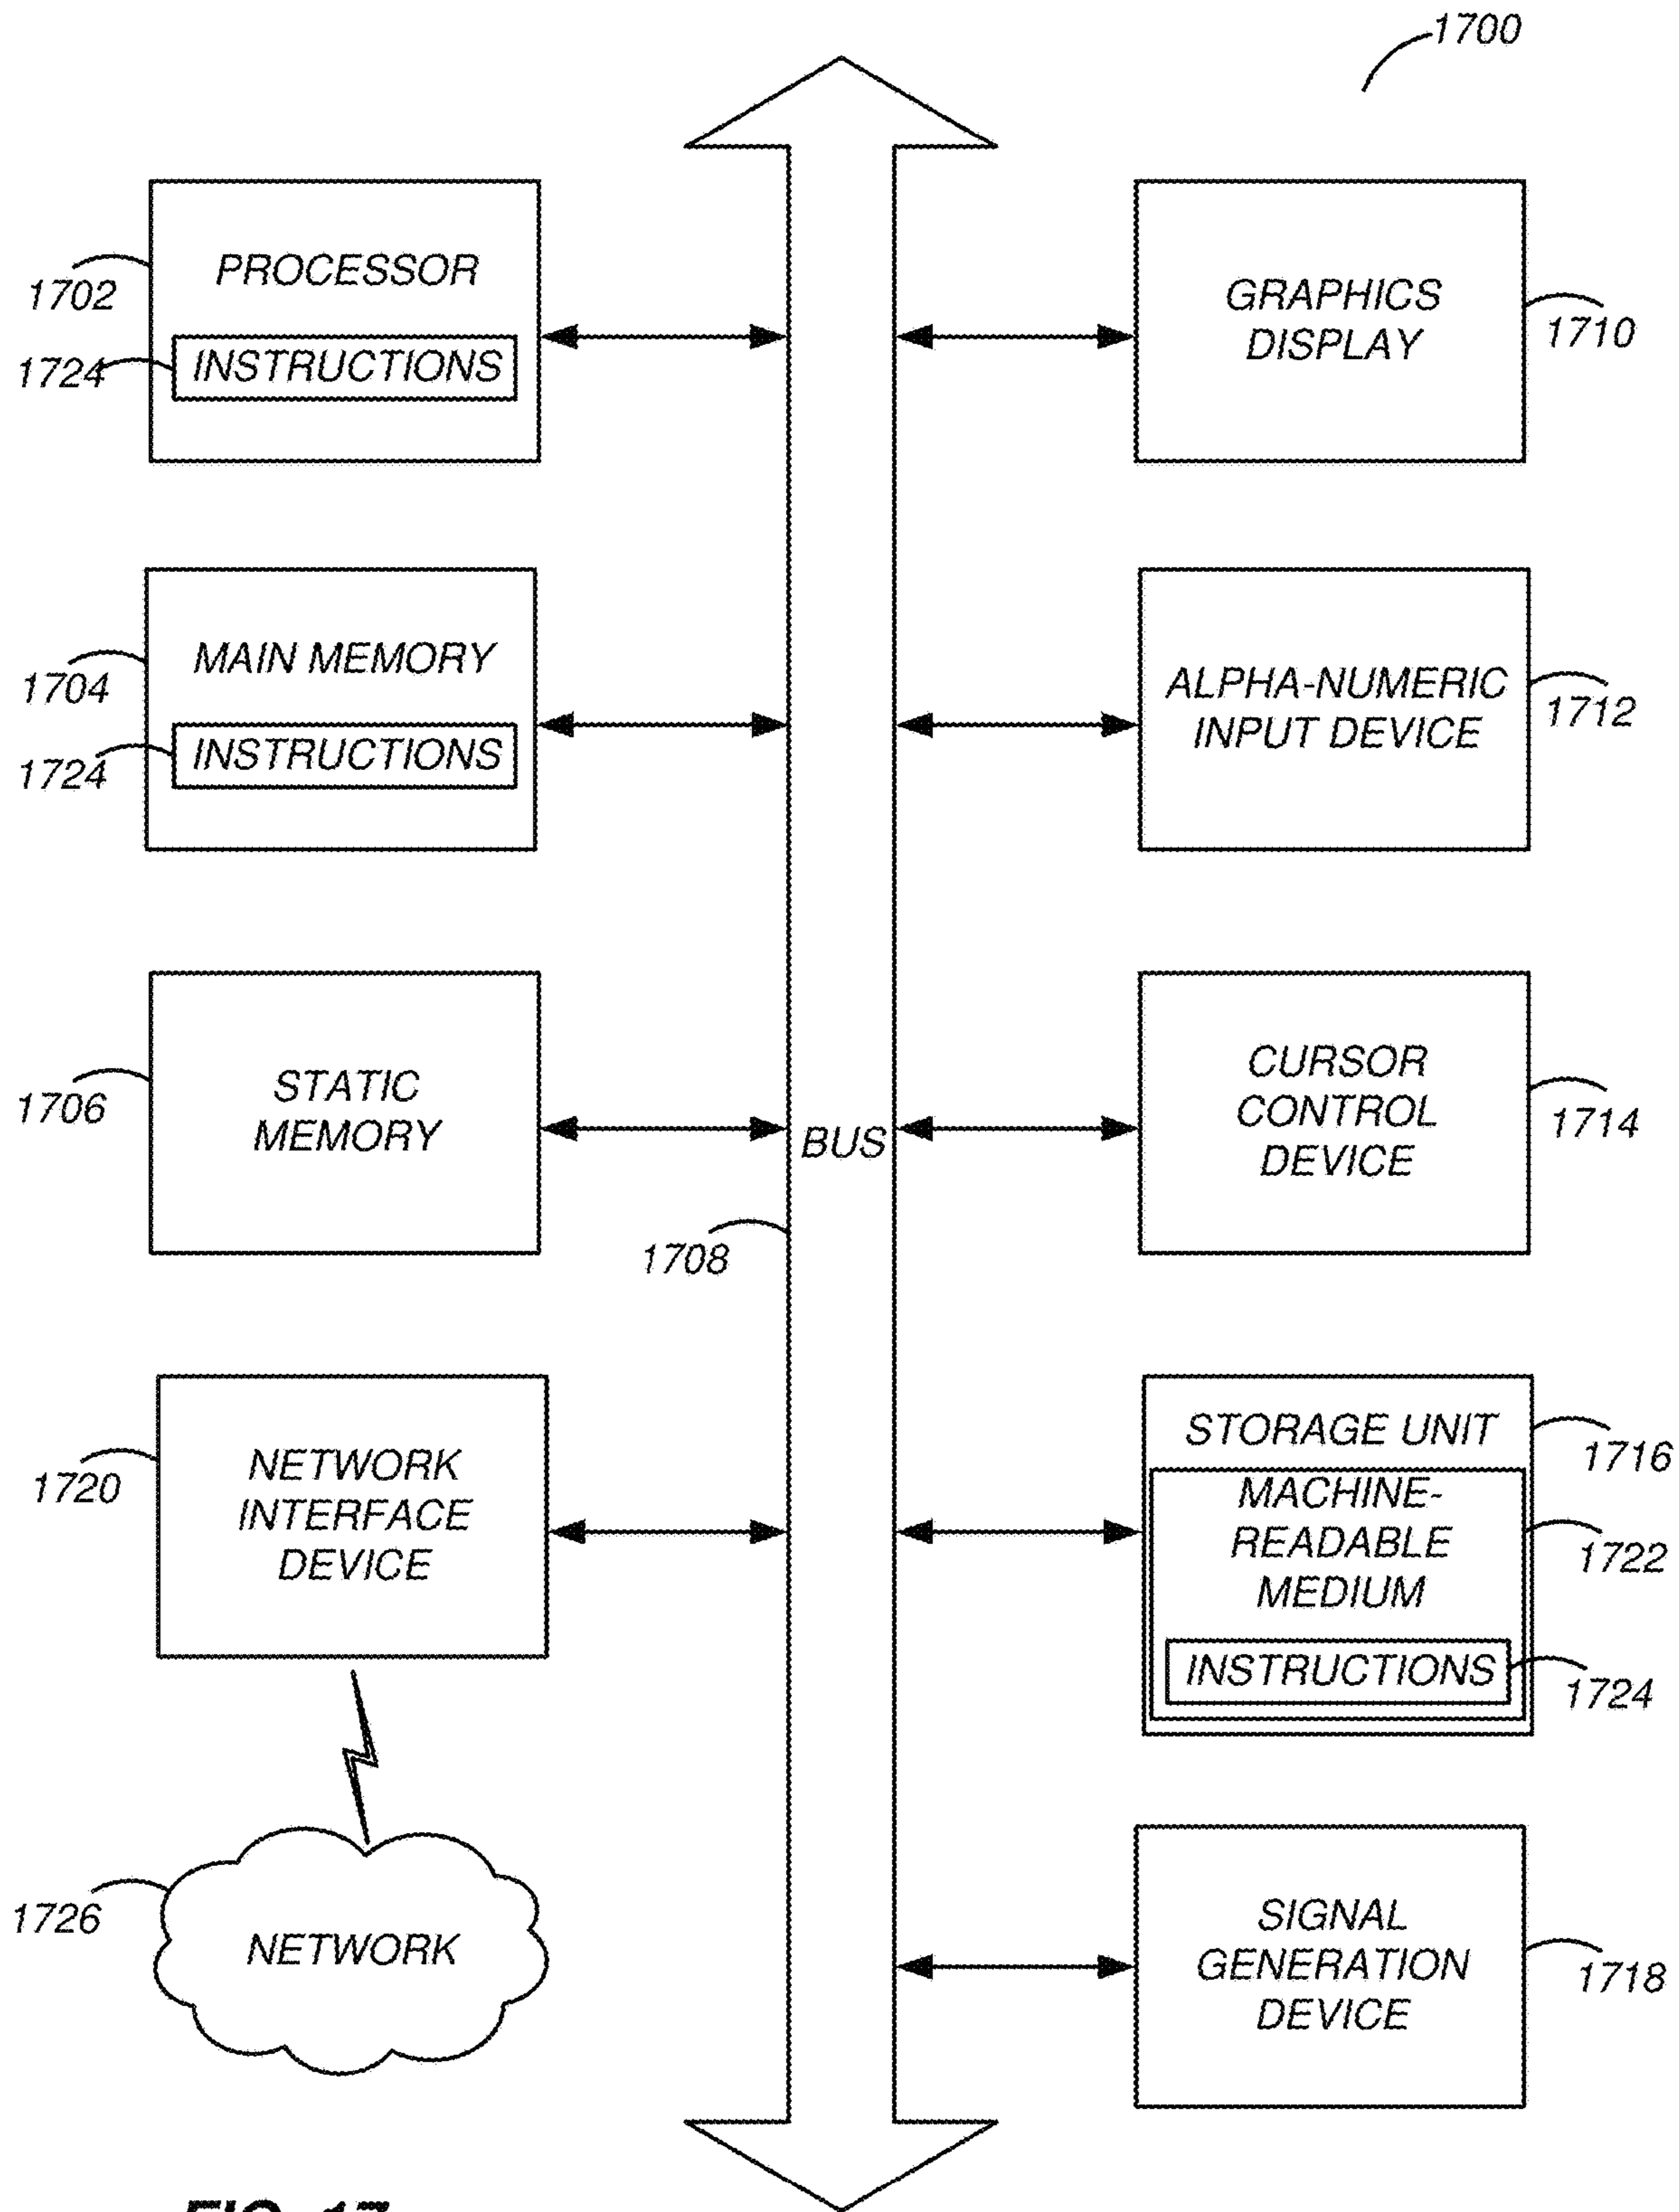 1700
PROCESSOR
1702
INSTRUCTIONS
1724
GRAPHICS
DISPLAY
1710
MAIN MEMORY
1704
INSTRUCTIONS
1724
ALPHA-NUMERIC
INPUT DEVICE
1712
STATIC
MEMORY
1706
BUS
1708
CURSOR
CONTROL
DEVICE
1714
NETWORK
INTERFACE
DEVICE
1720
STORAGE UNIT
1716
MACHINE-
READABLE
MEDIUM
1722
INSTRUCTIONS
1724
NETWORK
1726
SIGNAL
GENERATION
DEVICE
1718
FIG. 17